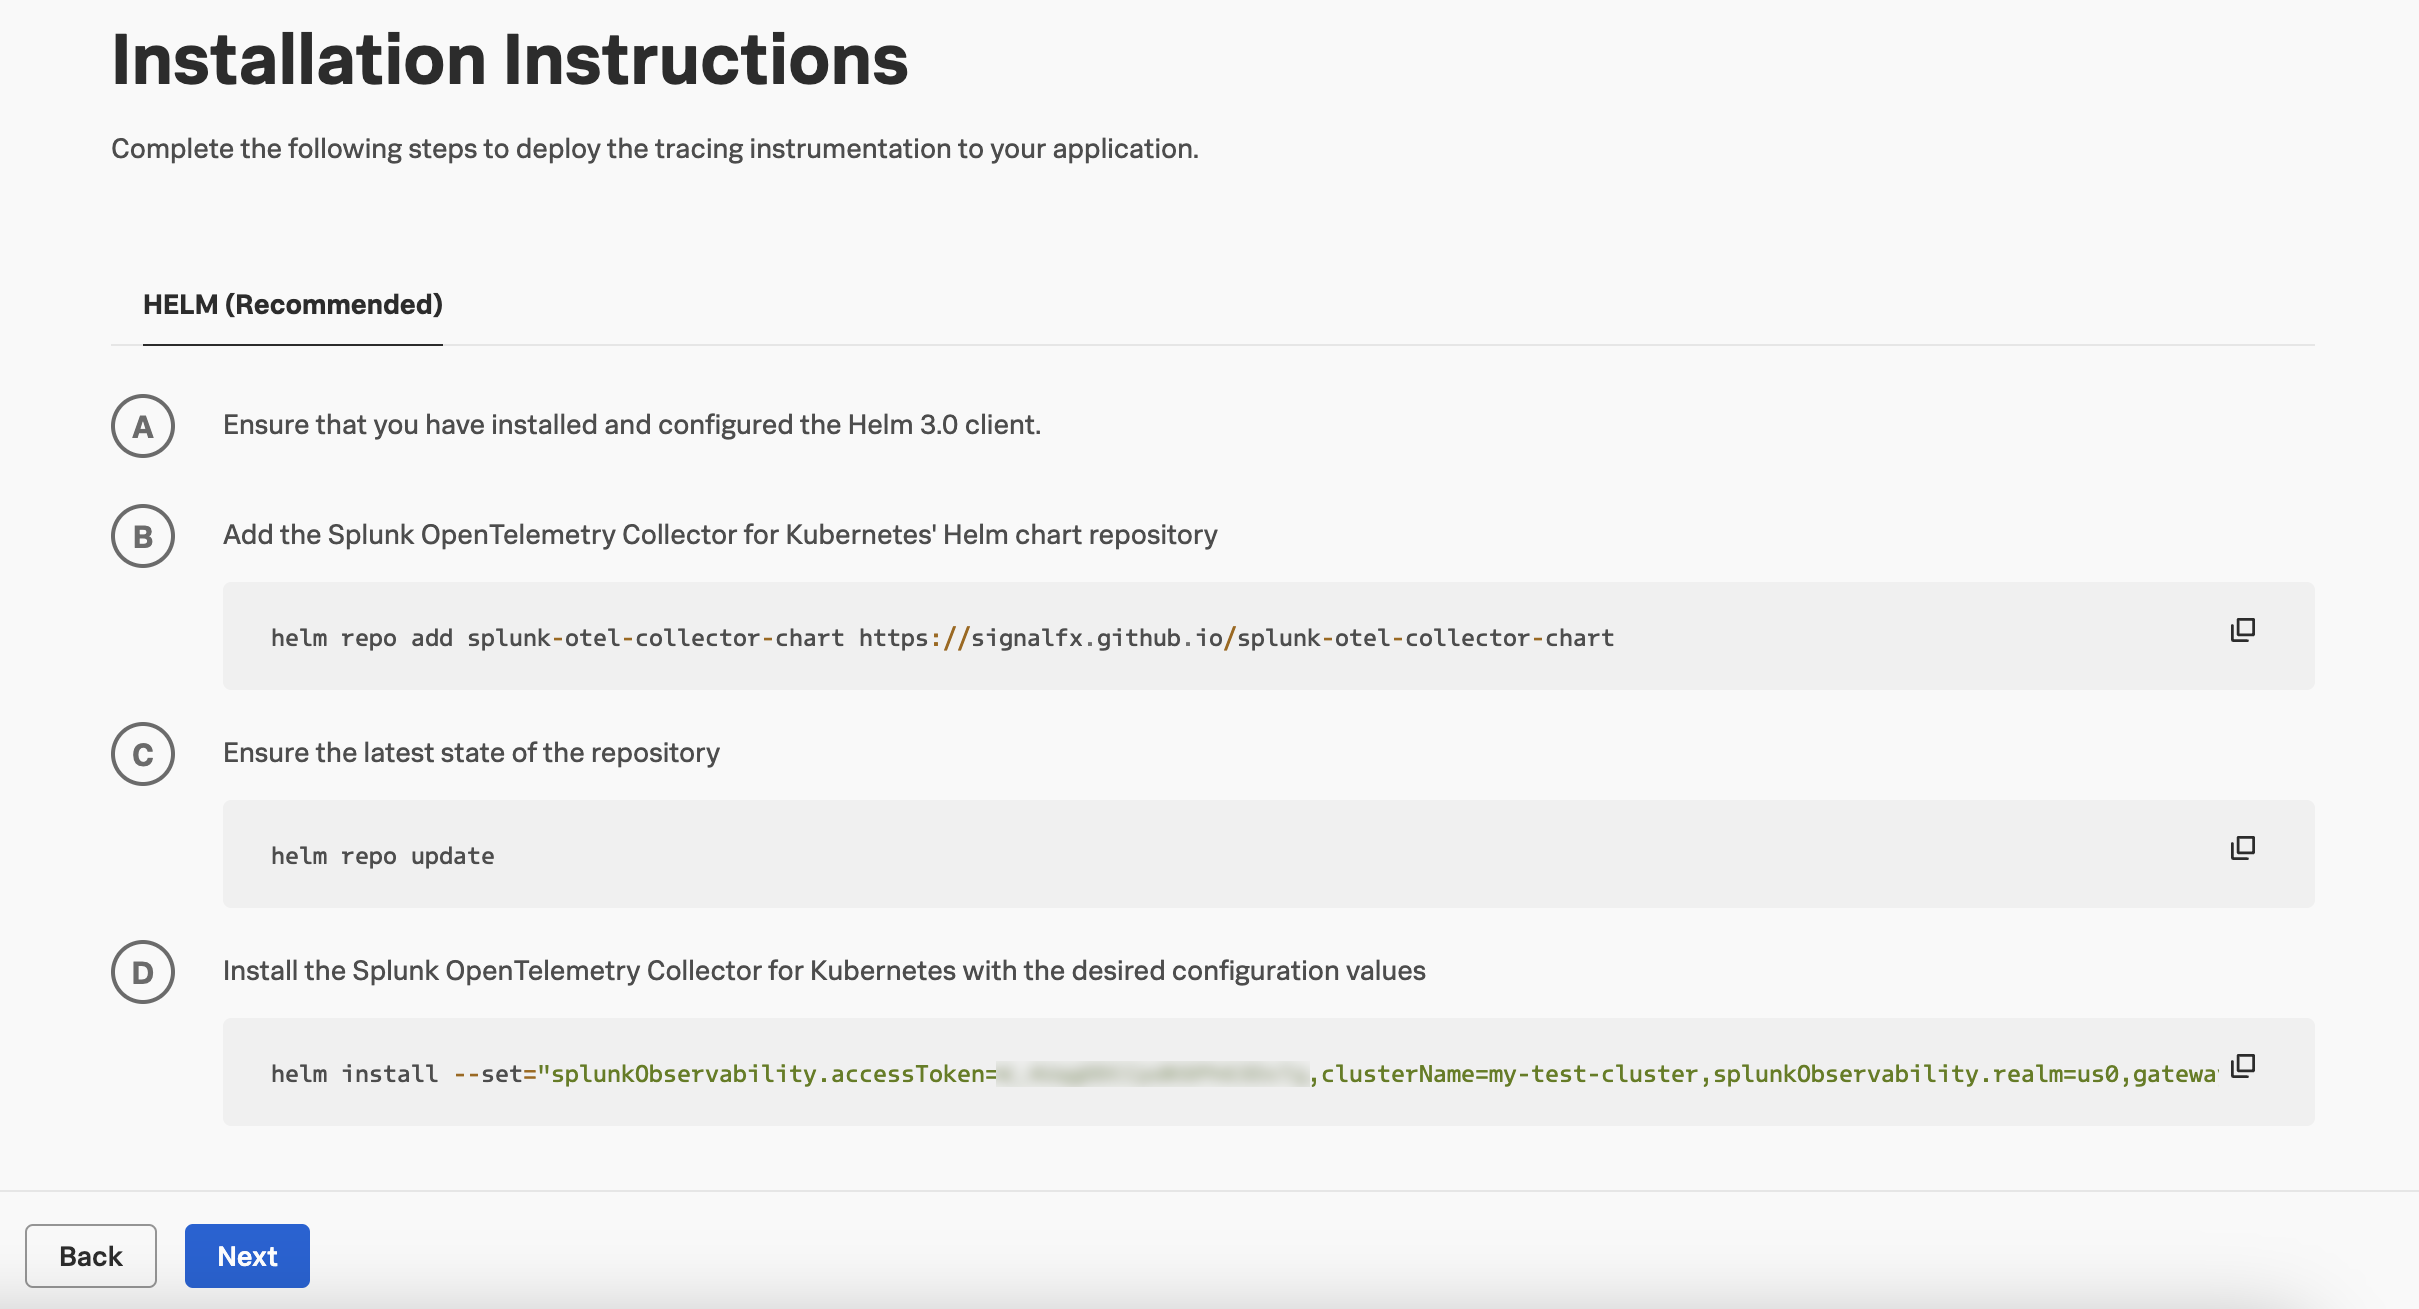 Installation Instructions
Complete the following steps to deploy the tracing instrumentation to your application.
HELM (Recommended)
A
Ensure that you have installed and configured the Helm 3.0 client.
B
Add the Splunk OpenTelemetry Collector for Kubernetes' Helm chart repository
helm repo add splunk-otel-collector-chart https://signalfx.github.io/splunk-otel-collector-chart
C
Ensure the latest state of the repository
helm repo update
D
Install the Splunk OpenTelemetry Collector for Kubernetes with the desired configuration values
helm install --set="splunkObservability.accessToken= ,clusterName=my-test-cluster,splunkObservability.realm=us0,gatewa
Back
Next